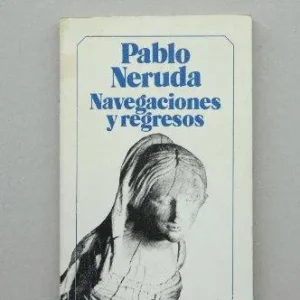 Pablo
Neruda
Navegaciones
y regresos